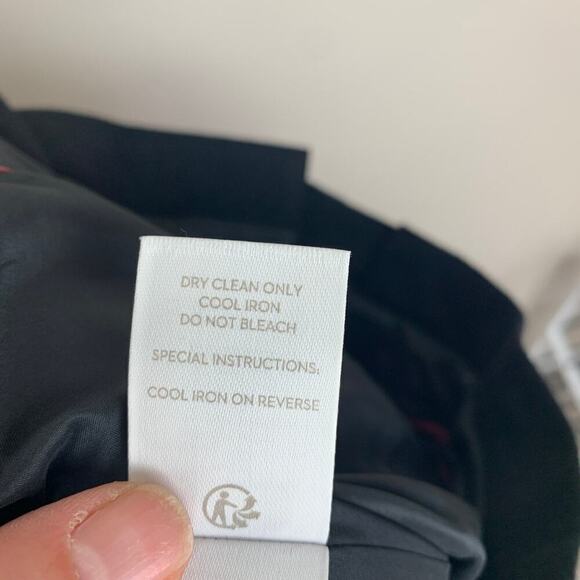 DRY CLEAN ONLY
COOL IRON
DO NOT BLEACH
SPECIAL INSTRUCTIONS:
COOL IRON ON REVERSE